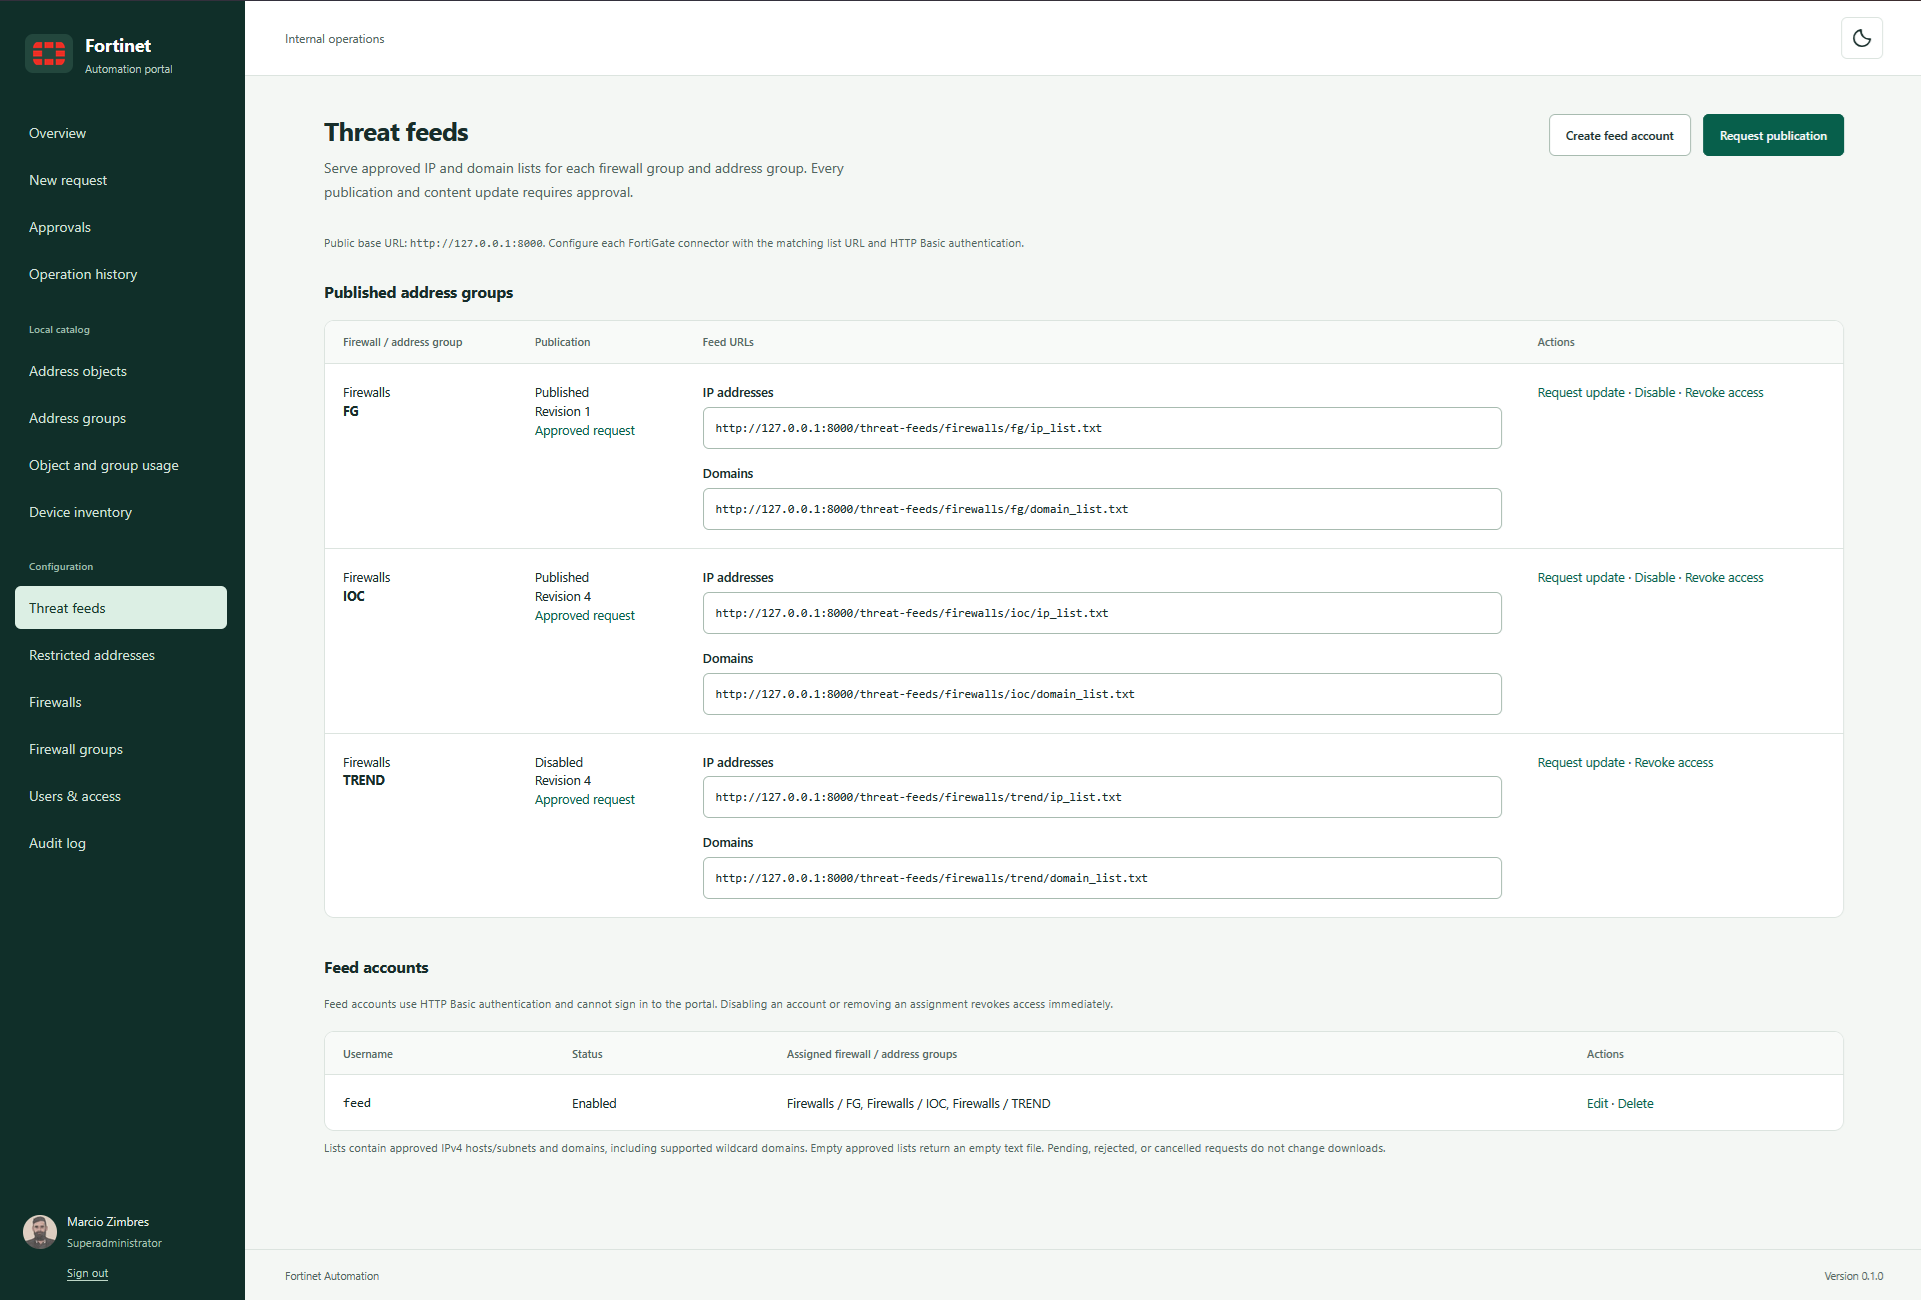 Fortinet
Automation portal
Overview
New request
Approvals
Operation history
Local catalog
Address objects
Address groups
Object and group usage
Device inventory
Configuration
Threat feeds
Restricted addresses
Firewalls
Firewall groups
Users & access
Audit log
Marcio Zimbres
Superadministrator
Sign out
Internal operations
Threat feeds
Create feed account
Request publication
Serve approved IP and domain lists for each firewall group and address group. Every
publication and content update requires approval.
Public base URL: http://127.0.0.1:8000. Configure each FortiGate connector with the matching list URL and HTTP Basic authentication.
Published address groups
Firewall / address group Publication Feed URLs Actions
Firewalls
FG
Published
Revision 1
Approved request
IP addresses
http://127.0.0.1:8000/threat-feeds/firewalls/fg/ip_list.txt
Domains
http://127.0.0.1:8000/threat-feeds/firewalls/fg/domain_list.txt
Request update · Disable · Revoke access
Firewalls
IOC
Published
Revision 4
Approved request
IP addresses
http://127.0.0.1:8000/threat-feeds/firewalls/ioc/ip_list.txt
Domains
http://127.0.0.1:8000/threat-feeds/firewalls/ioc/domain_list.txt
Request update · Disable · Revoke access
Firewalls
TREND
Disabled
Revision 4
Approved request
IP addresses
http://127.0.0.1:8000/threat-feeds/firewalls/trend/ip_list.txt
Domains
http://127.0.0.1:8000/threat-feeds/firewalls/trend/domain_list.txt
Request update · Revoke access
Feed accounts
Feed accounts use HTTP Basic authentication and cannot sign in to the portal. Disabling an account or removing an assignment revokes access immediately.
Username Status Assigned firewall / address groups Actions
feed Enabled Firewalls / FG, Firewalls / IOC, Firewalls / TREND Edit · Delete
Lists contain approved IPv4 hosts/subnets and domains, including supported wildcard domains. Empty approved lists return an empty text file. Pending, rejected, or cancelled requests do not change downloads.
Fortinet Automation
Version 0.1.0